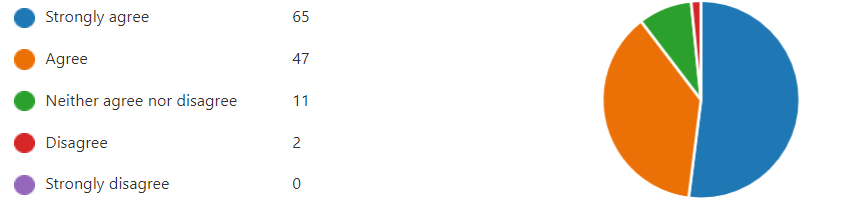 Strongly agree 65
Agree 47
Neither agree nor disagree 11
Disagree 2
Strongly disagree 0